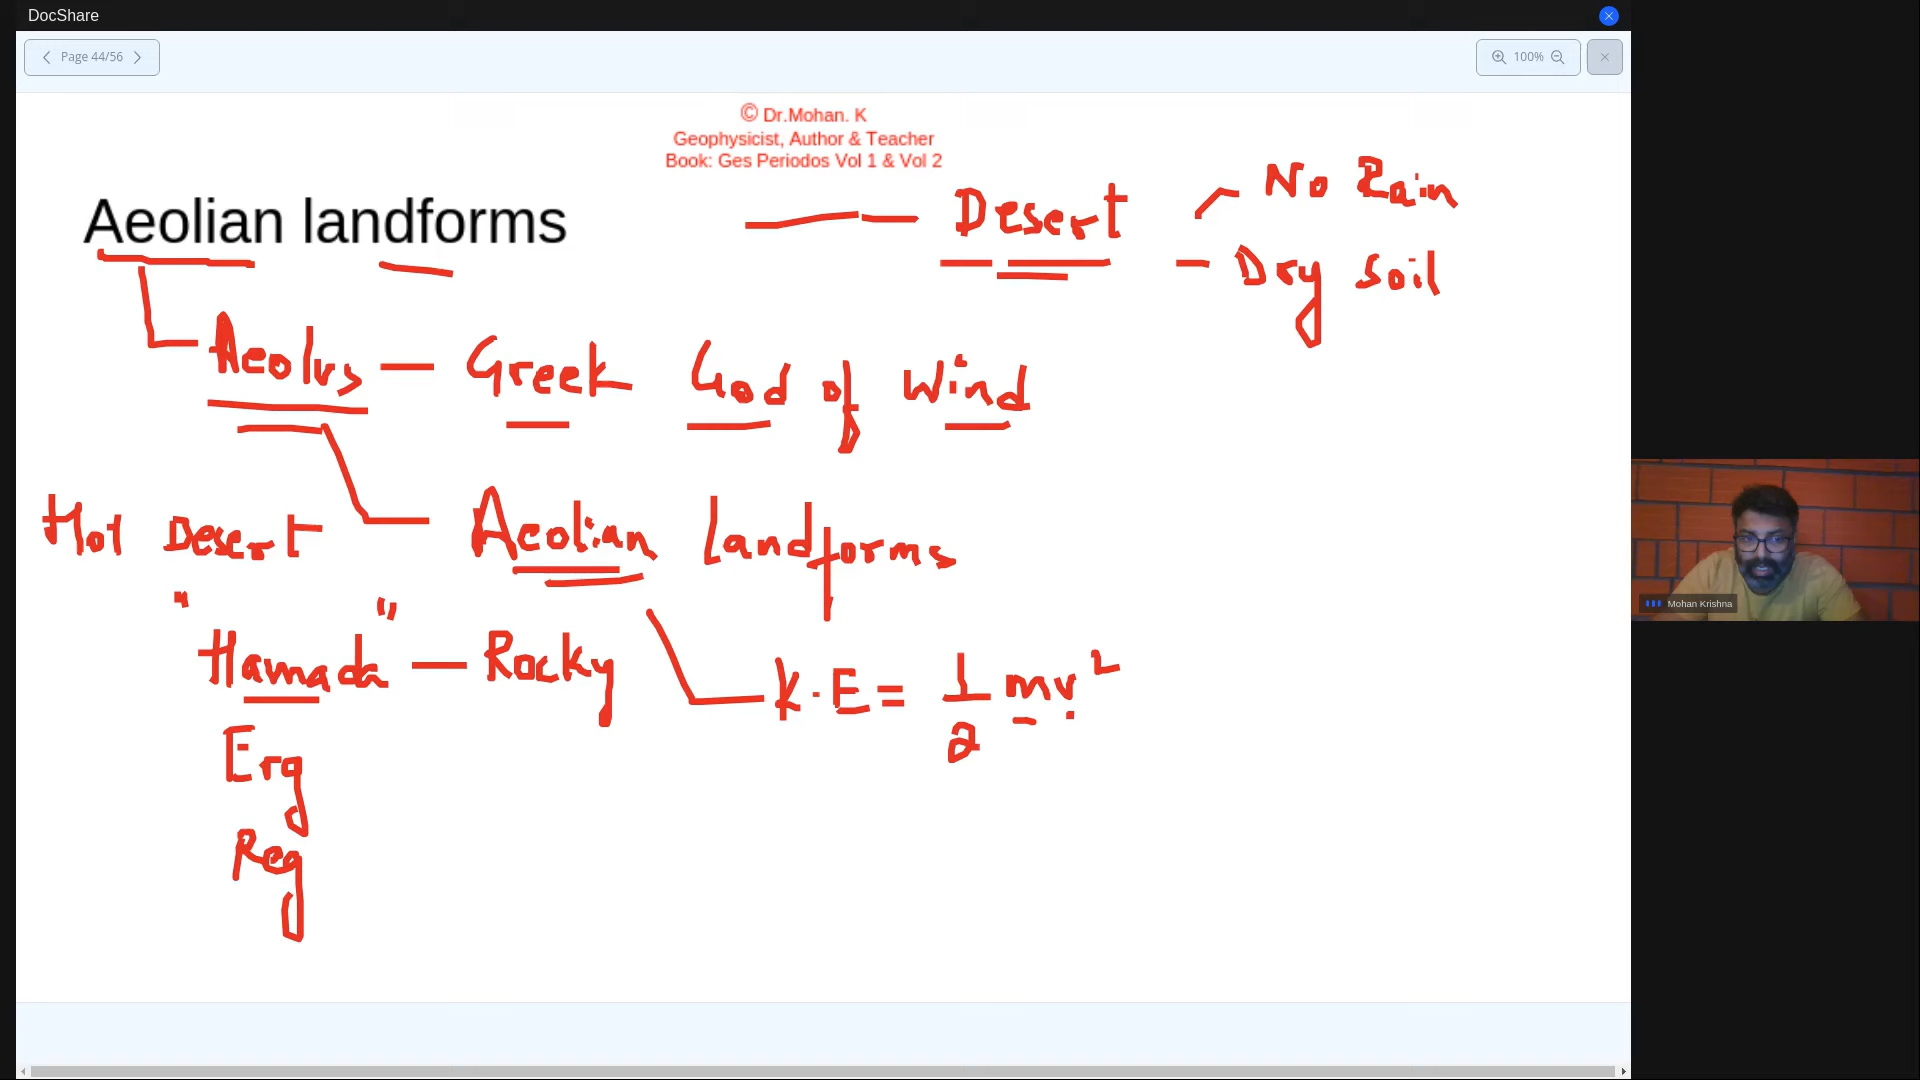 DocShare
Page 44/56
100%
© Dr.Mohan. K
Geophysicist, Author & Teacher
Book: Ges Periodos Vol 1 & Vol 2
Aeolian landforms — Desert - No Rain
- Dry Soil
Aeolus — Greek God of Wind
Hot Desert
Aeolian landforms
"Hamada" — Rocky
K.E = 1/2 mv²
Erg
Reg
Mohan Krishna